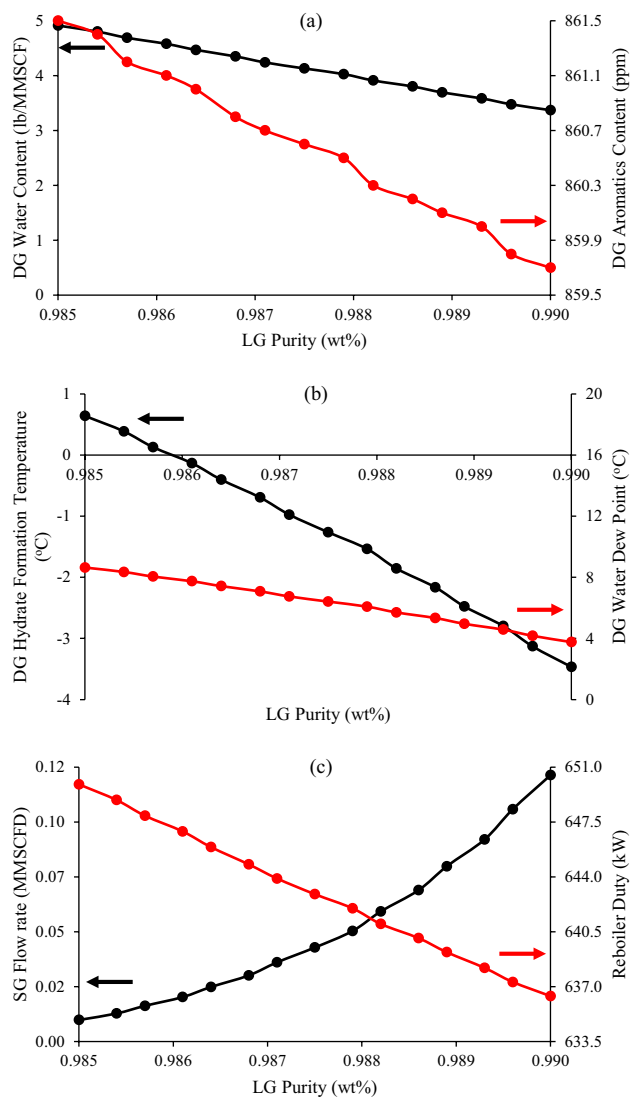 (a)
DG Water Content (lb/MMSCF)
5
4
3
2
1
0
861.5
861.1
860.7
860.3
859.9
859.5
DG Aromatics Content (ppm)
0.985 0.986 0.987 0.988 0.989 0.990
LG Purity (wt%)
(b)
DG Hydrate Formation Temperature
(°C)
1
0
-1
-2
-3
-4
20
16
12
8
4
0
DG Water Dew Point (°C)
0.985 0.986 0.987 0.988 0.989 0.990
LG Purity (wt%)
(c)
SG Flow rate (MMSCFD)
0.12
0.10
0.07
0.05
0.02
0.00
651.0
647.5
644.0
640.5
637.0
633.5
Reboiler Duty (kW)
0.985 0.986 0.987 0.988 0.989 0.990
LG Purity (wt%)